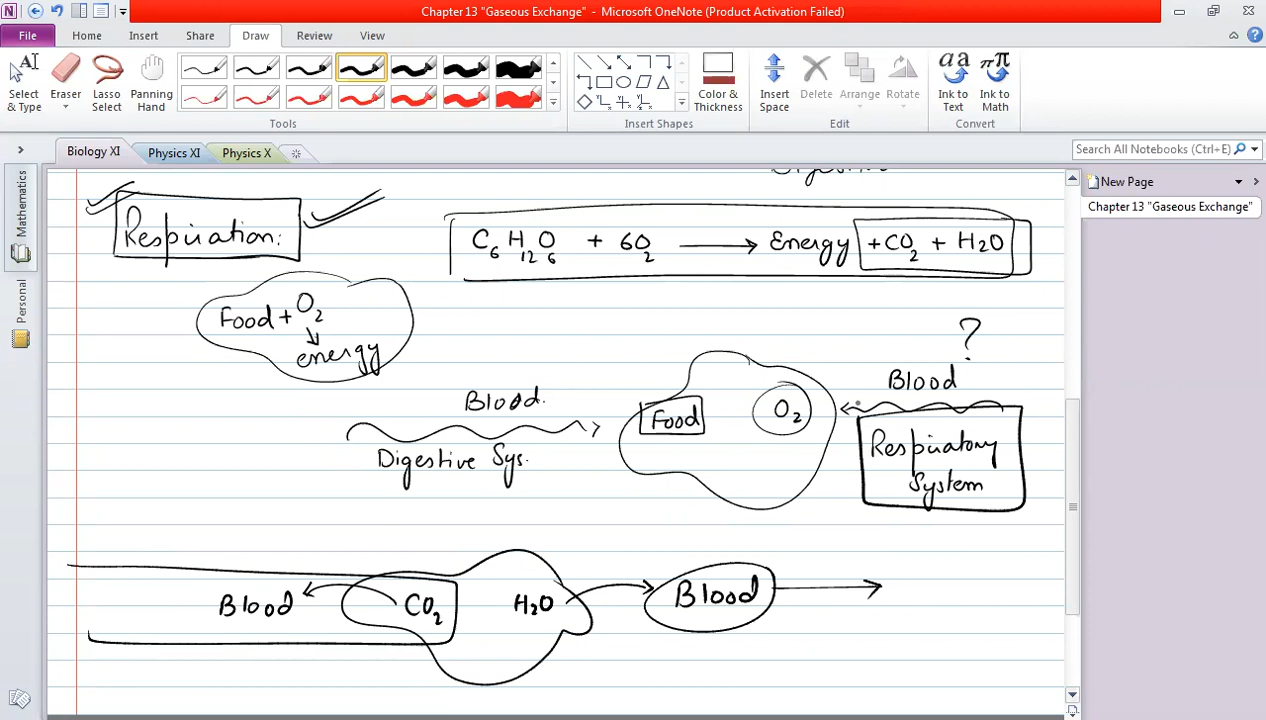 Chapter 13 "Gaseous Exchange" - Microsoft OneNote (Product Activation Failed)
File Home Insert Share Draw Review View
Select & Type
Eraser
Lasso Select
Panning Hand
Color & Thickness
Insert Space
Delete
Arrange
Rotate
Ink to Text
Ink to Math
Tools
Insert Shapes
Edit
Convert
Biology XI
Physics XI
Physics X
Search All Notebooks (Ctrl+E)
New Page
Chapter 13 "Gaseous Exchange"
Mathematics
Personal
Respiration:
C6H12O6 + 6O2 → Energy + CO2 + H2O
Food + O2
↓
energy
?
Blood.
Digestive Sys.
Food
O2
Blood
Respiratory
System
Blood
CO2
H2O
Blood